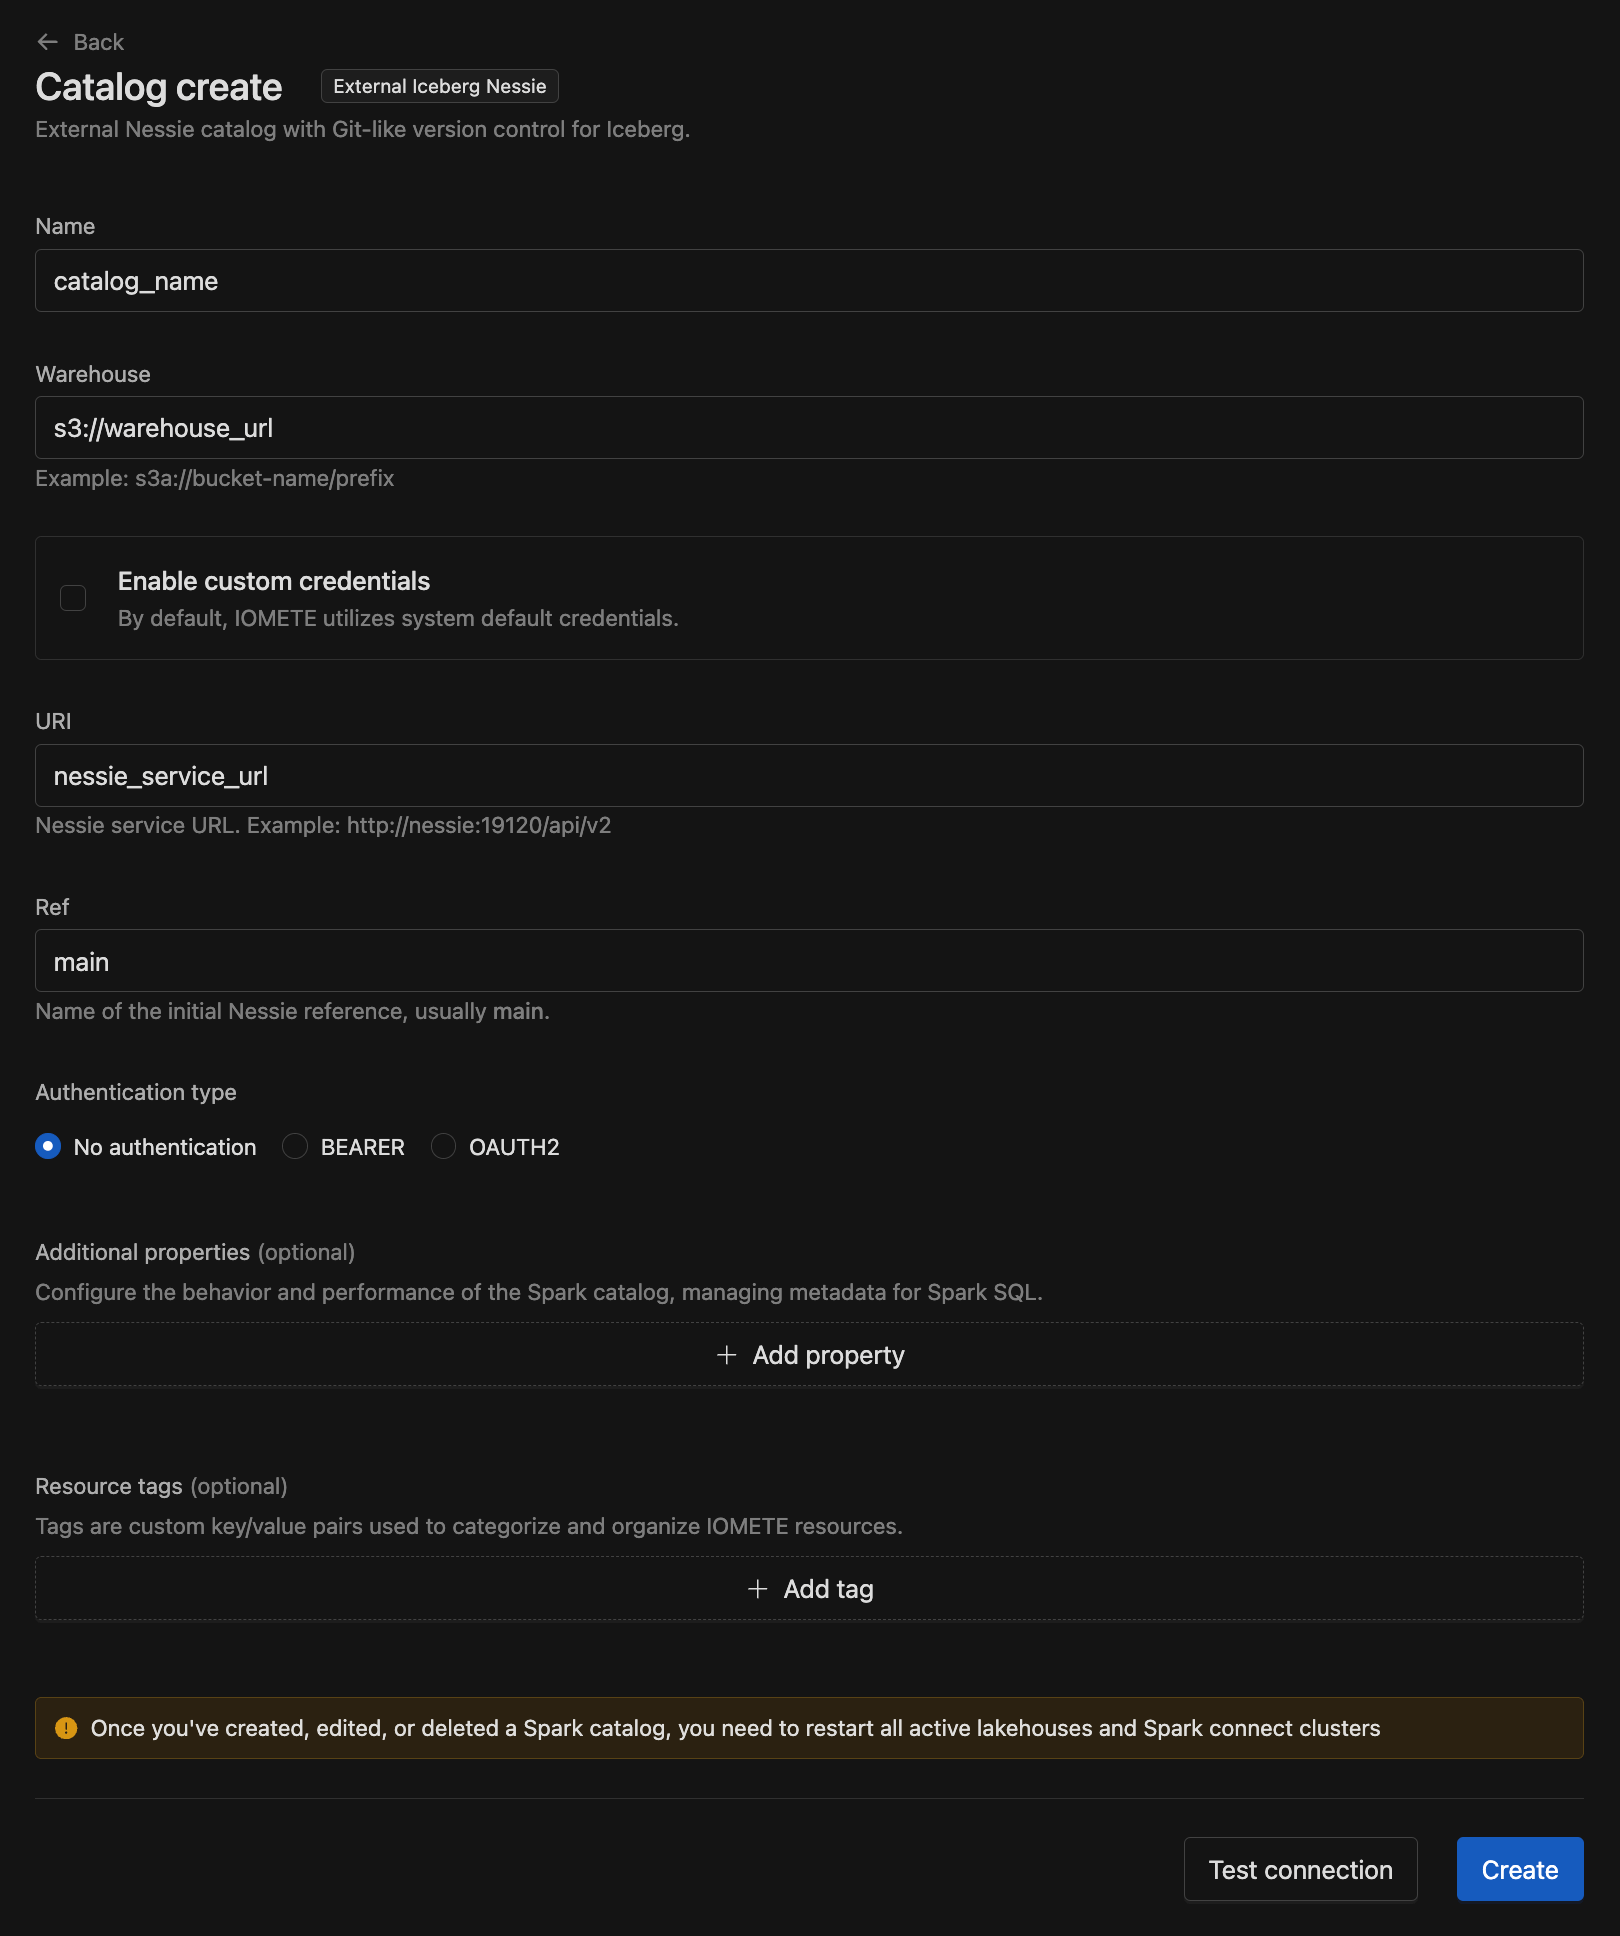 Back
Catalog create External Iceberg Nessie
External Nessie catalog with Git-like version control for Iceberg.
Name
catalog_name
Warehouse
s3://warehouse_url
Example: s3a://bucket-name/prefix
Enable custom credentials
By default, IOMETE utilizes system default credentials.
URI
nessie_service_url
Nessie service URL. Example: http://nessie:19120/api/v2
Ref
main
Name of the initial Nessie reference, usually main.
Authentication type
No authentication BEARER OAUTH2
Additional properties (optional)
Configure the behavior and performance of the Spark catalog, managing metadata for Spark SQL.
+ Add property
Resource tags (optional)
Tags are custom key/value pairs used to categorize and organize IOMETE resources.
+ Add tag
Once you've created, edited, or deleted a Spark catalog, you need to restart all active lakehouses and Spark connect clusters
Test connection Create